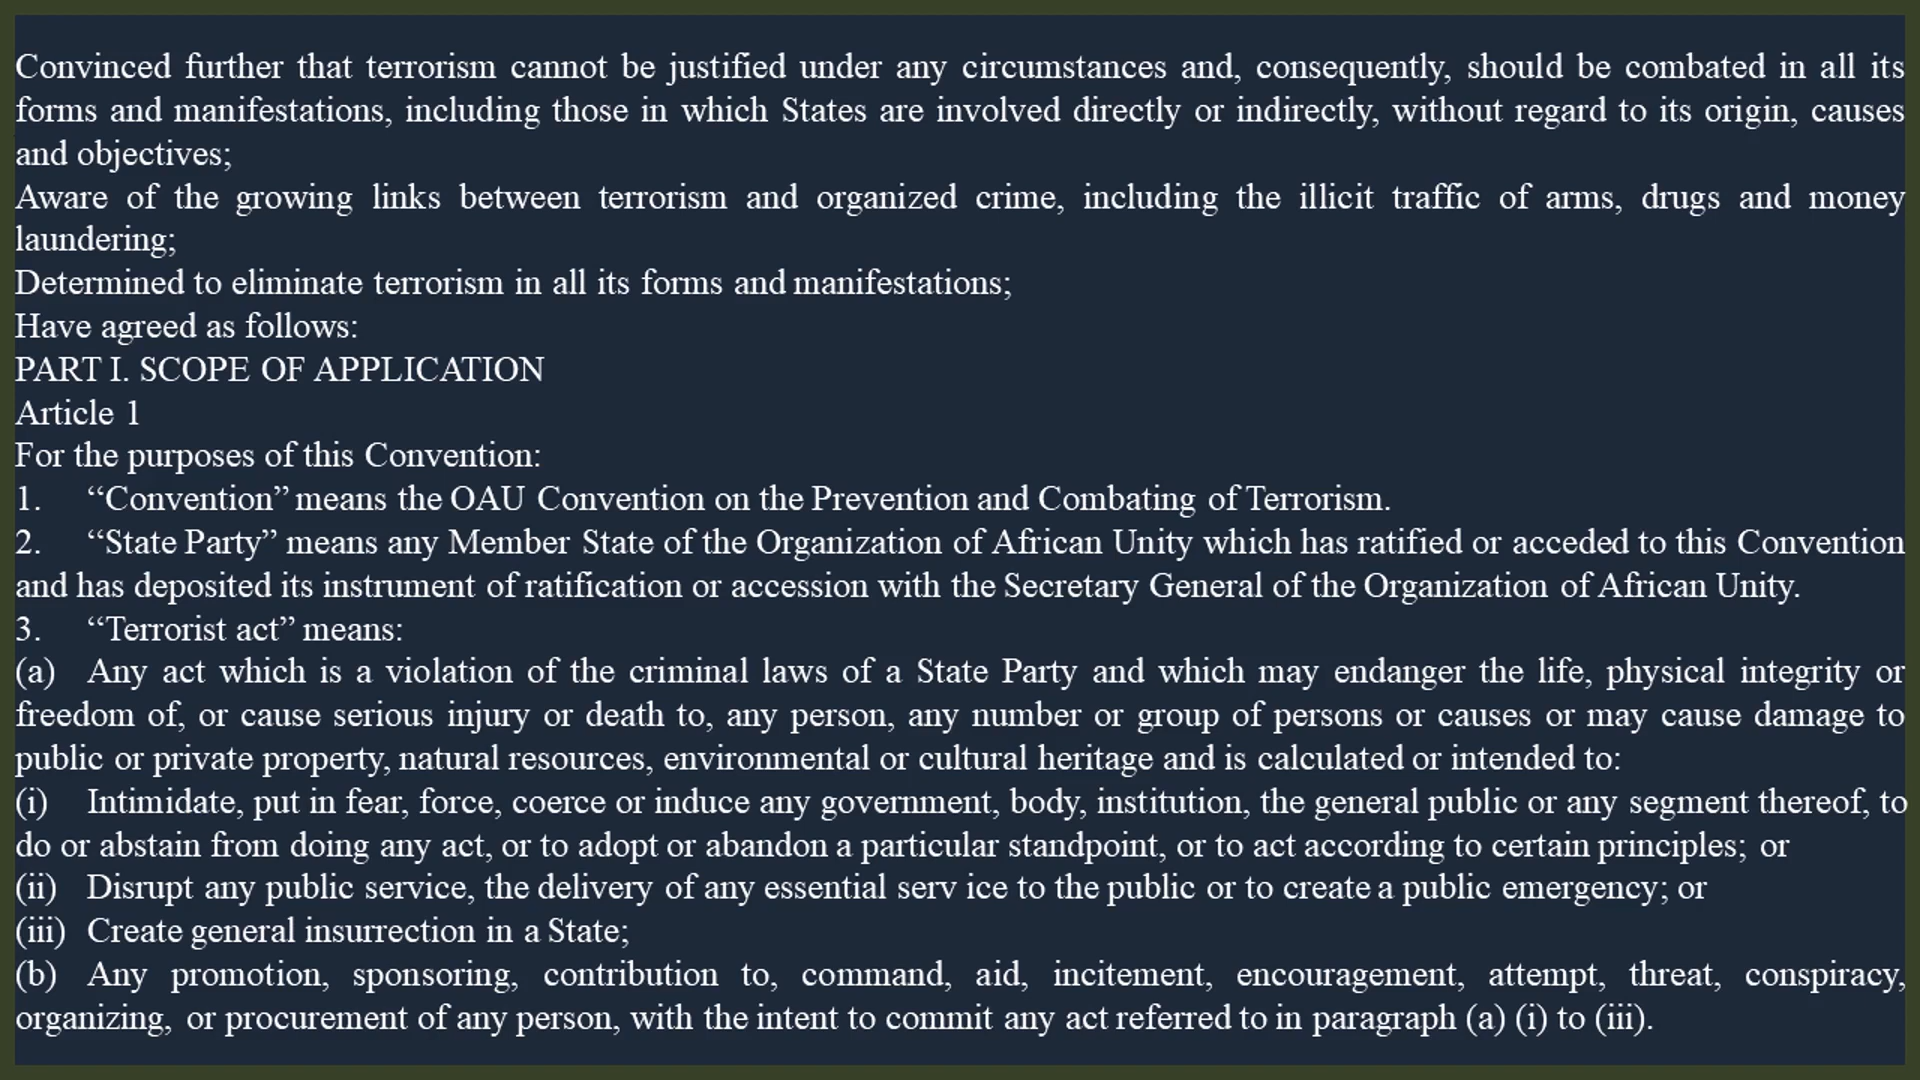 Convinced further that terrorism cannot be justified under any circumstances and, consequently, should be combated in all its
forms and manifestations, including those in which States are involved directly or indirectly, without regard to its origin, causes
and objectives;
Aware of the growing links between terrorism and organized crime, including the illicit traffic of arms, drugs and money
laundering;
Determined to eliminate terrorism in all its forms and manifestations;
Have agreed as follows:
PART I. SCOPE OF APPLICATION
Article 1
For the purposes of this Convention:
1. “Convention” means the OAU Convention on the Prevention and Combating of Terrorism.
2. “State Party” means any Member State of the Organization of African Unity which has ratified or acceded to this Convention
and has deposited its instrument of ratification or accession with the Secretary General of the Organization of African Unity.
3. “Terrorist act” means:
(a) Any act which is a violation of the criminal laws of a State Party and which may endanger the life, physical integrity or
freedom of, or cause serious injury or death to, any person, any number or group of persons or causes or may cause damage to
public or private property, natural resources, environmental or cultural heritage and is calculated or intended to:
(i) Intimidate, put in fear, force, coerce or induce any government, body, institution, the general public or any segment thereof, to
do or abstain from doing any act, or to adopt or abandon a particular standpoint, or to act according to certain principles; or
(ii) Disrupt any public service, the delivery of any essential serv ice to the public or to create a public emergency; or
(iii) Create general insurrection in a State;
(b) Any promotion, sponsoring, contribution to, command, aid, incitement, encouragement, attempt, threat, conspiracy,
organizing, or procurement of any person, with the intent to commit any act referred to in paragraph (a) (i) to (iii).